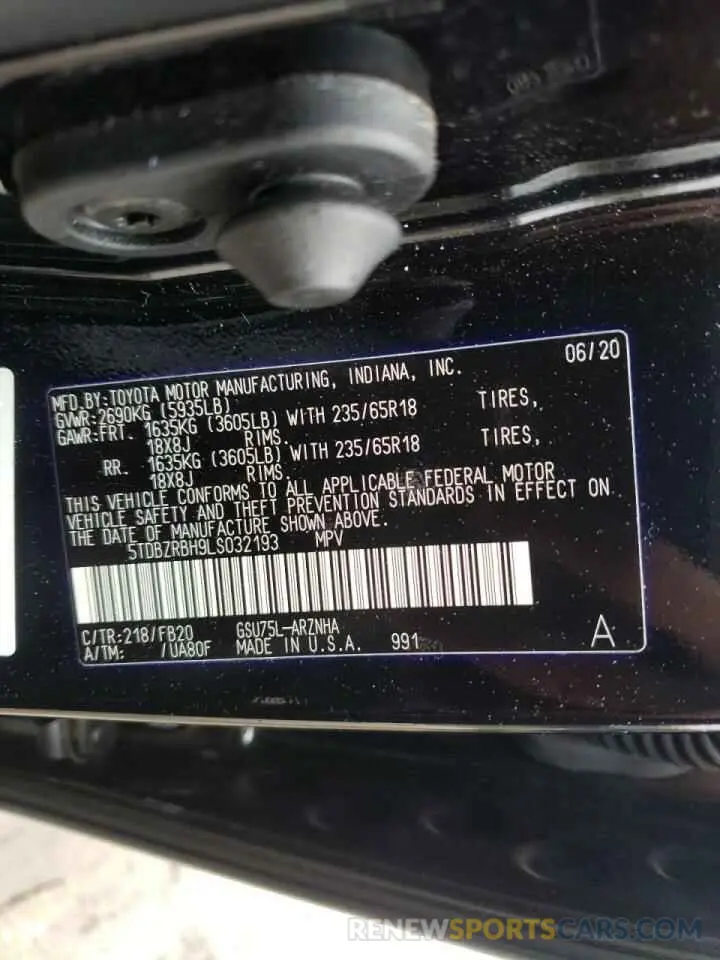 06/20
MFD.BY:TOYOTA MOTOR MANUFACTURING, INDIANA, INC.
GVWR:2690KG (5935LB)
GAWR:FRT. 1635KG (3605LB) WITH 235/65R18 TIRES,
18X8J RIMS.
RR. 1635KG (3605LB) WITH 235/65R18 TIRES,
18X8J RIMS.
THIS VEHICLE CONFORMS TO ALL APPLICABLE FEDERAL MOTOR
VEHICLE SAFETY AND THEFT PREVENTION STANDARDS IN EFFECT ON
THE DATE OF MANUFACTURE SHOWN ABOVE.
5TDBZRBH9LS032193 MPV
C/TR:218/FB20 GSU75L-ARZNHA
A/TM: /UA80F MADE IN U.S.A. 991 A
RENEWSPORTSCARS.COM